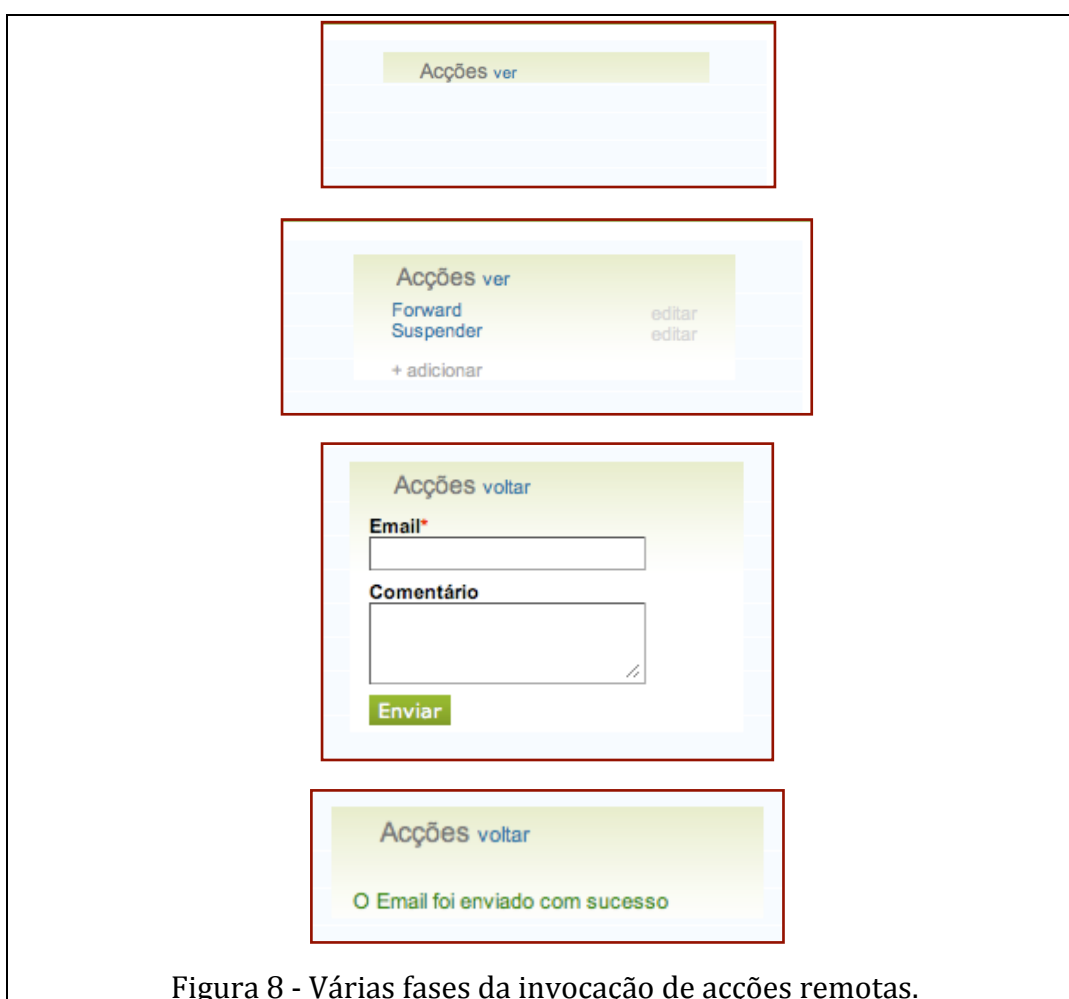 Acções ver
Acções ver
Forward editar
Suspender editar
+ adicionar
Acções voltar
Email*
Comentário
Enviar
Acções voltar
O Email foi enviado com sucesso
Figura 8 - Várias fases da invocação de acções remotas.